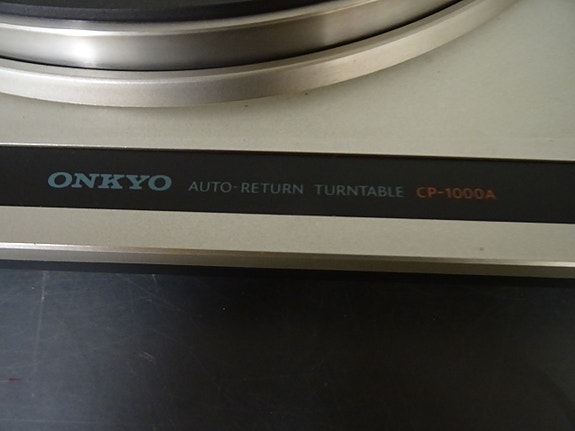 ONKYO AUTO-RETURN TURNTABLE CP-1000A